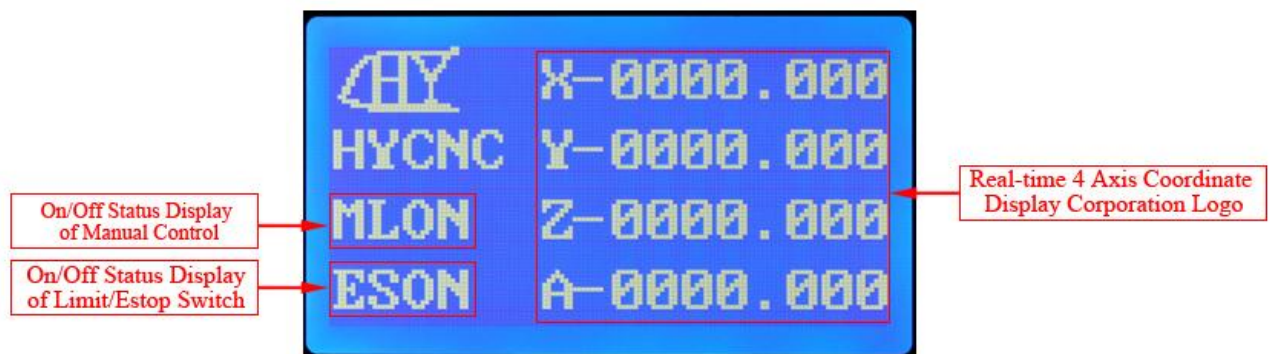 HY
X-0000.000
HYCNC
Y-0000.000
On/Off Status Display
of Manual Control
MLON
Z-0000.000
Real-time 4 Axis Coordinate
Display Corporation Logo
On/Off Status Display
of Limit/Estop Switch
ESON
A-0000.000